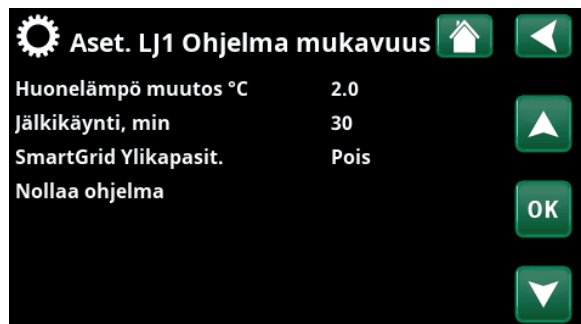 Aset. LJ1 Ohjelma mukavuus
Huonelämpö muutos °C 2.0
Jälkikäynti, min 30
SmartGrid Ylikapasit. Pois
Nollaa ohjelma
OK